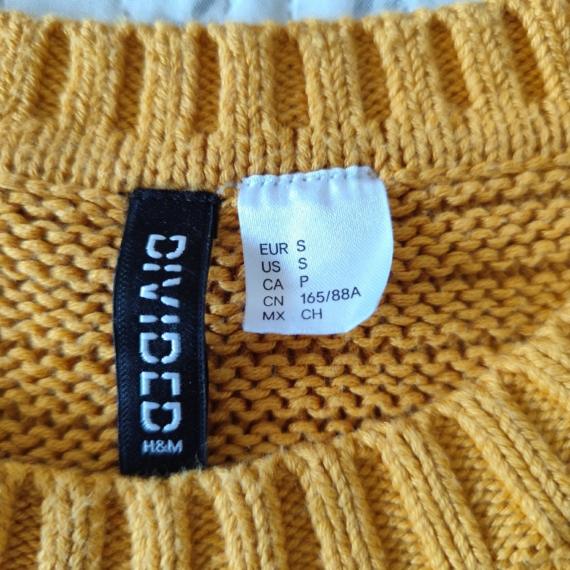 DIVIDED
H&M
EUR S
US S
CA P
CN 165/88A
MX CH